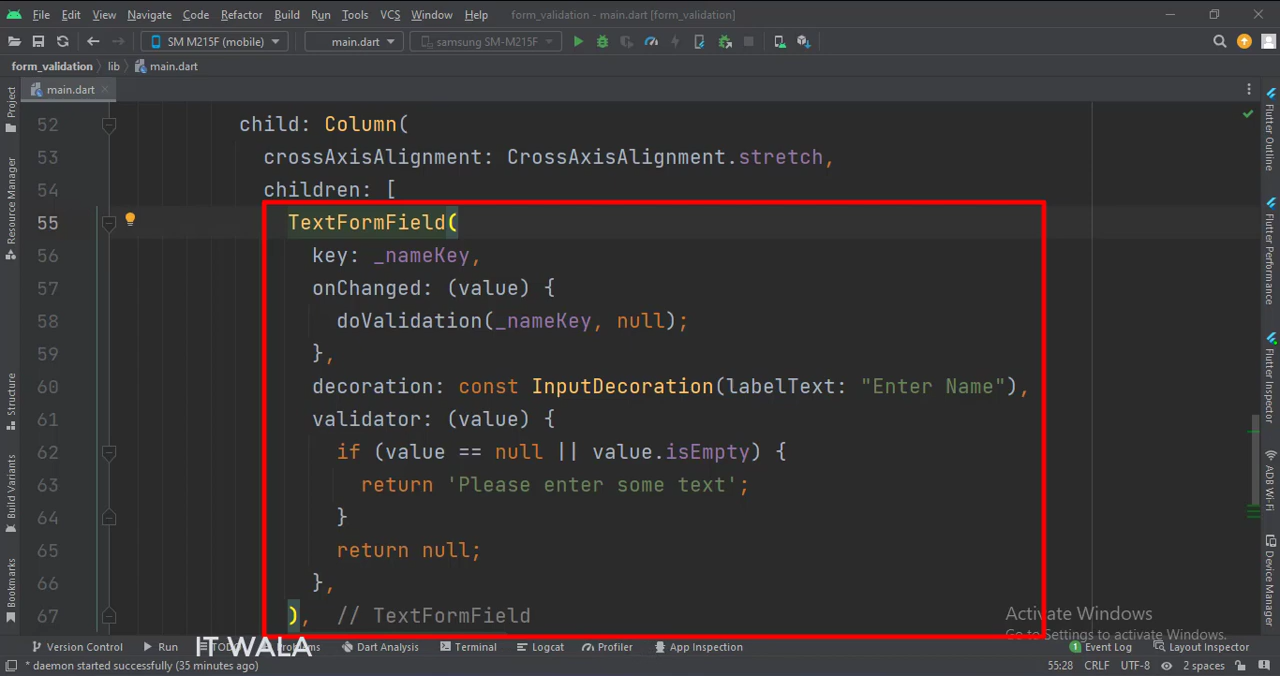 File Edit View Navigate Code Refactor Build Run Tools VCS Window Help form_validation - main.dart [form_validation]
SM M215F (mobile) main.dart samsung SM-M215F
form_validation lib main.dart
main.dart
52 child: Column(
53 crossAxisAlignment: CrossAxisAlignment.stretch,
54 children: [
55 TextFormField(
56 key: _nameKey,
57 onChanged: (value) {
58 doValidation(_nameKey, null);
59 },
60 decoration: const InputDecoration(labelText: "Enter Name"),
61 validator: (value) {
62 if (value == null || value.isEmpty) {
63 return 'Please enter some text';
64 }
65 return null;
66 },
67 ), // TextFormField
Project
Resource Manager
Structure
Build Variants
Bookmarks
Flutter Outline
Flutter Performance
Flutter Inspector
ADB Wi-Fi
Device Manager
Activate Windows
Go to Settings to activate Windows.
IT WALA
Version Control Run Dart Analysis Terminal Logcat Profiler App Inspection 1 Event Log Layout Inspector
* daemon started successfully (35 minutes ago) 55:28 CRLF UTF-8 2 spaces